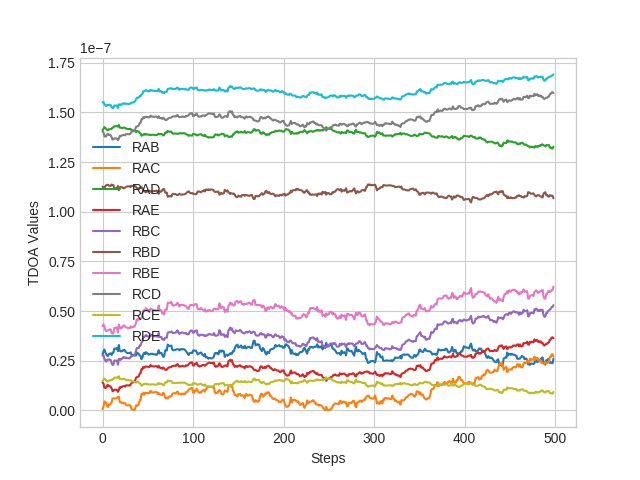 1e−7
1.75
1.50
1.25
1.00
0.75
0.50
0.25
0.00
TDOA Values
RAB
RAC
RAD
RAE
RBC
RBD
RBE
RCD
RCE
RDE
0 100 200 300 400 500
Steps